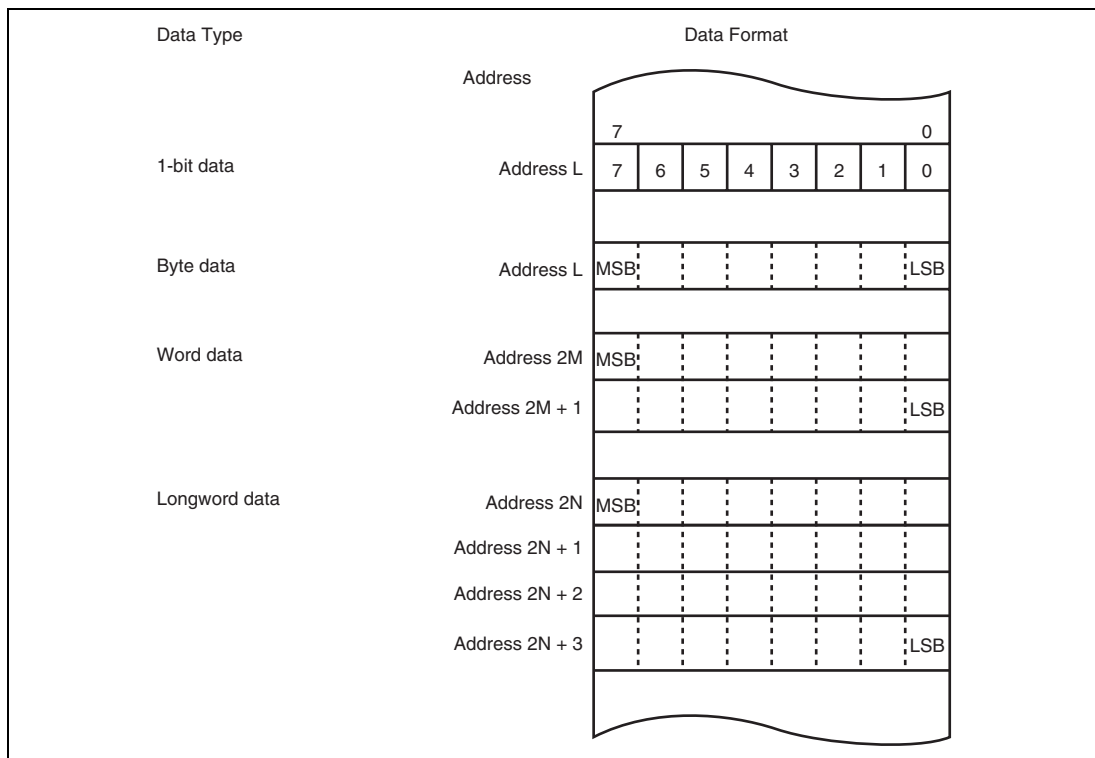 Data Type Data Format
Address
7 0
1-bit data Address L 7 6 5 4 3 2 1 0
Byte data Address L MSB LSB
Word data Address 2M MSB
Address 2M + 1 LSB
Longword data Address 2N MSB
Address 2N + 1
Address 2N + 2
Address 2N + 3 LSB